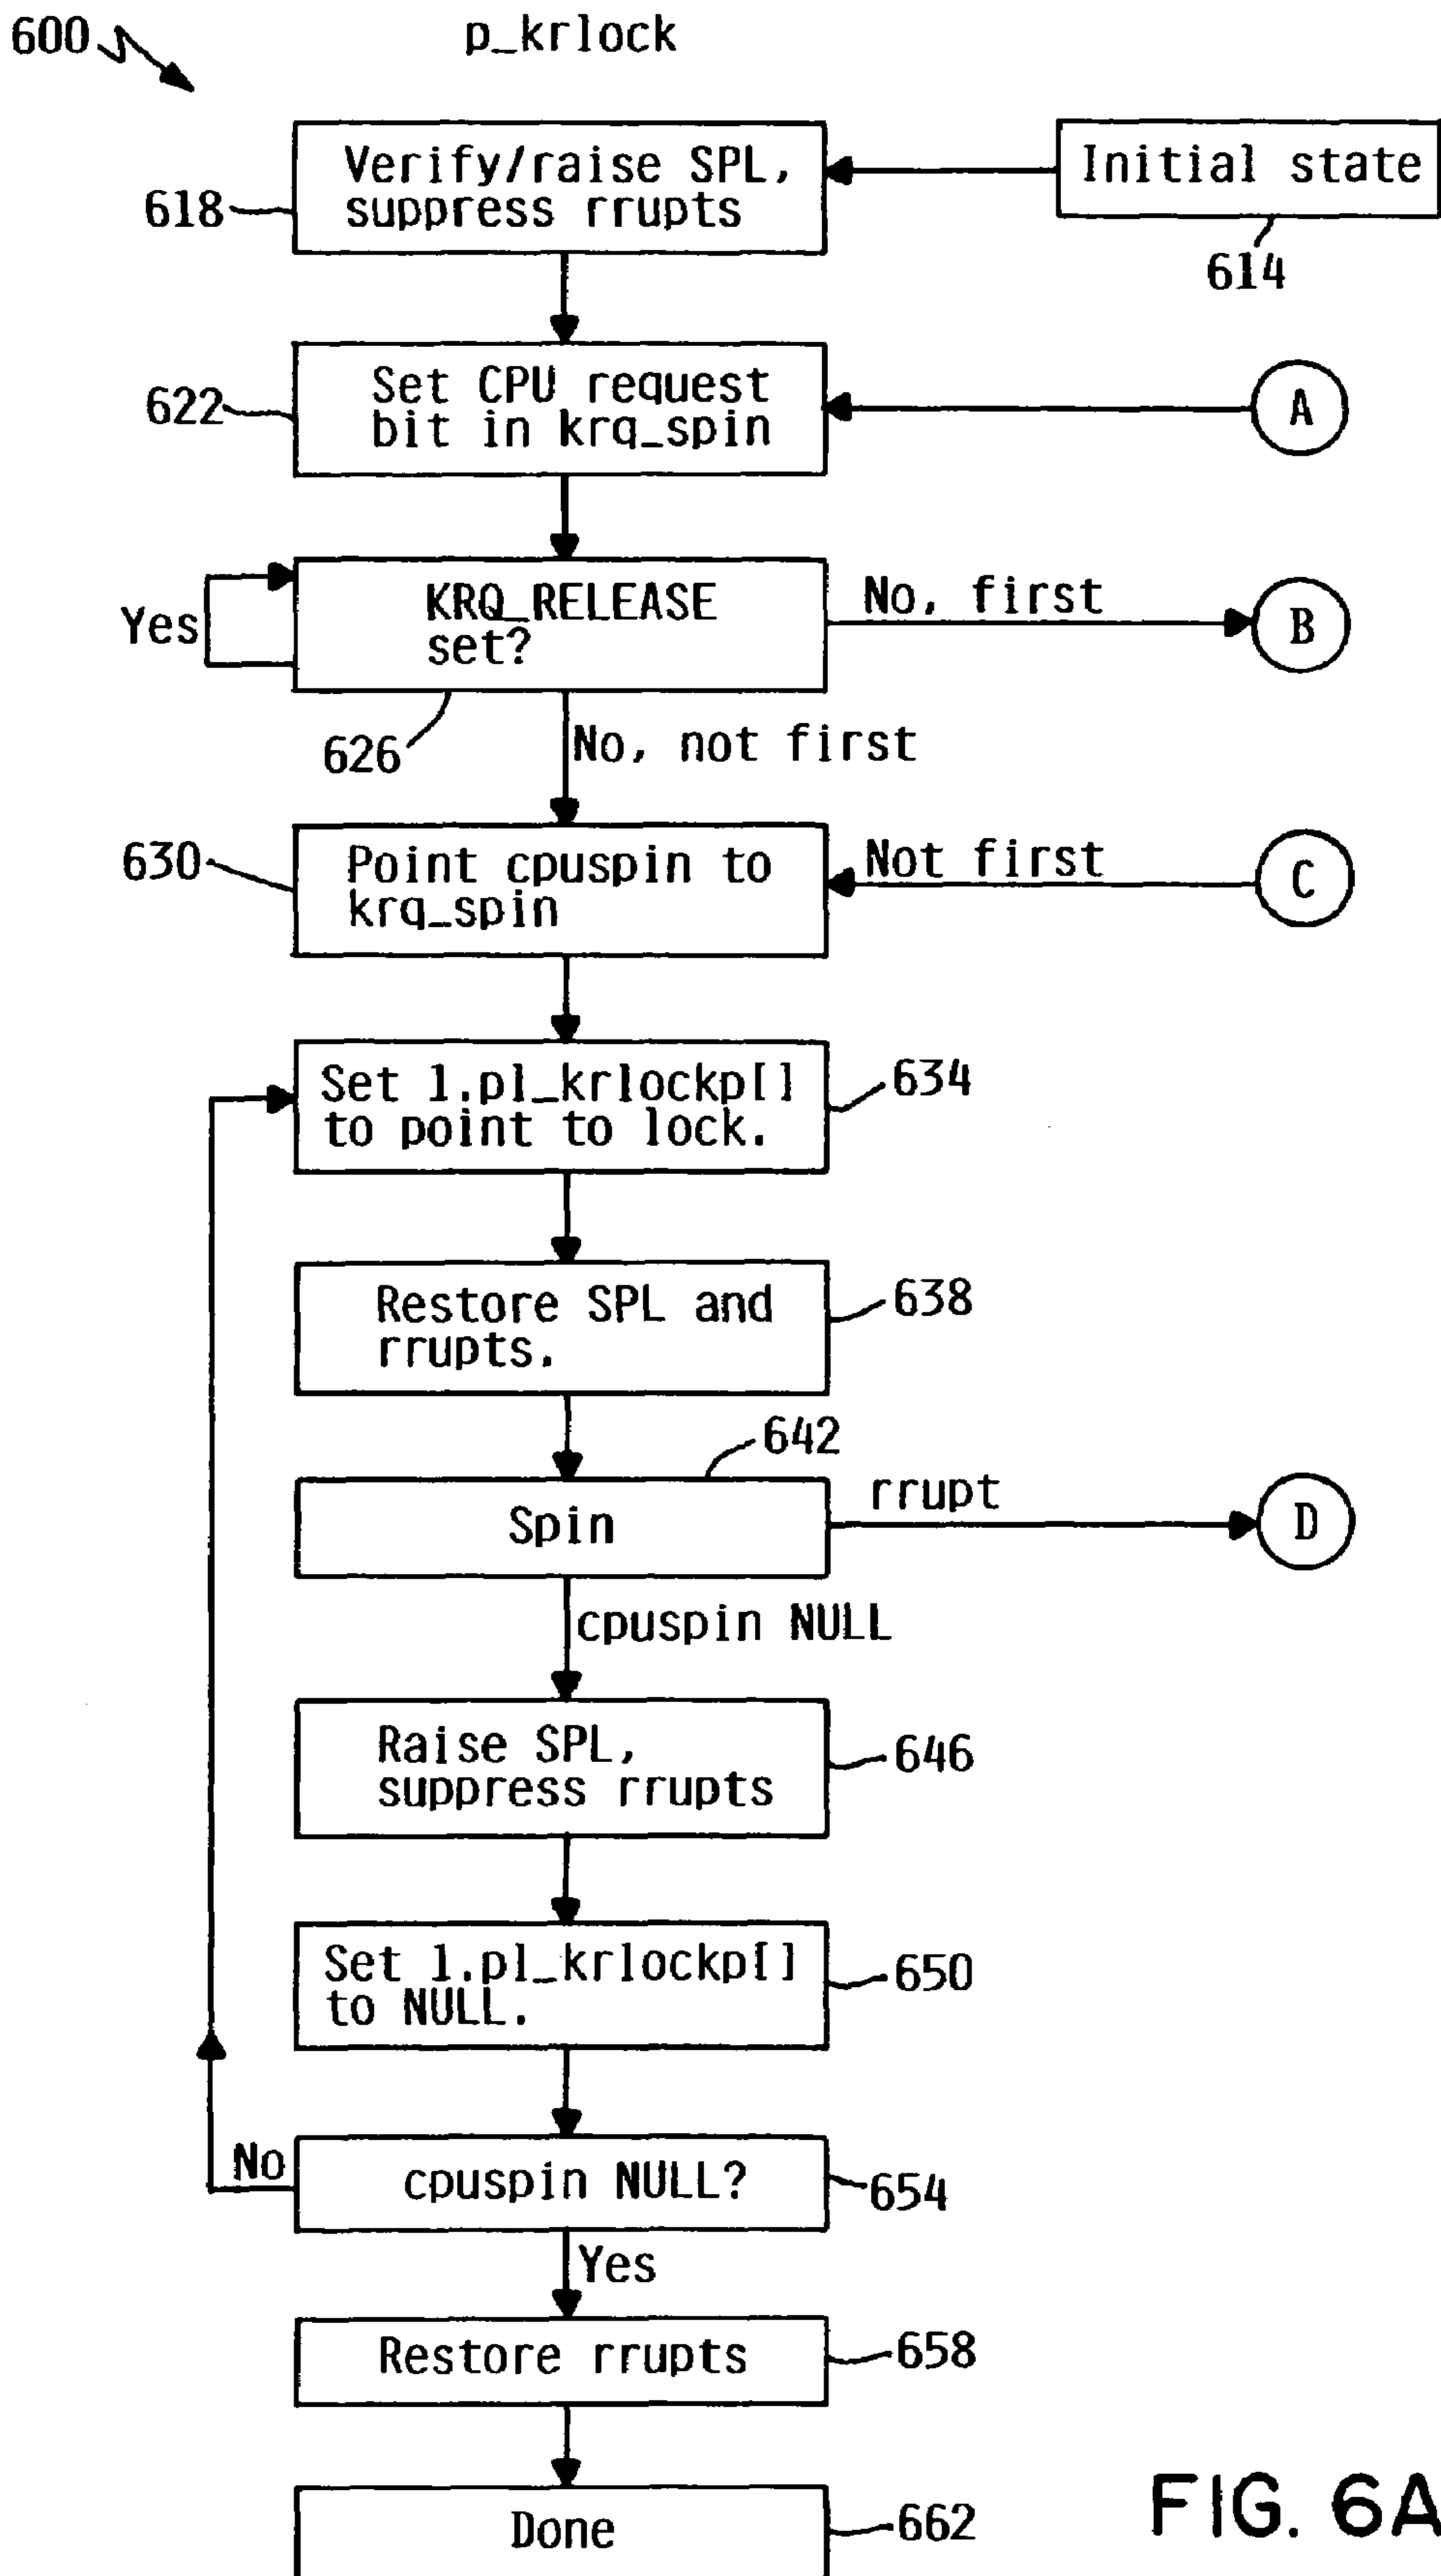 600
p_krlock
Verify/raise SPL,
suppress rrupts
Initial state
618
614
Set CPU request
bit in krq_spin
622
A
KRQ_RELEASE
set?
Yes
No, first
B
626
No, not first
630
Point cpuspin to
krq_spin
Not first
C
Set l.pl_krlockp[]
to point to lock.
634
Restore SPL and
rrupts.
638
642
Spin
rrupt
D
cpuspin NULL
Raise SPL,
suppress rrupts
646
Set l.pl_krlockp[]
to NULL.
650
No
cpuspin NULL?
654
Yes
Restore rrupts
658
Done
662
FIG. 6A